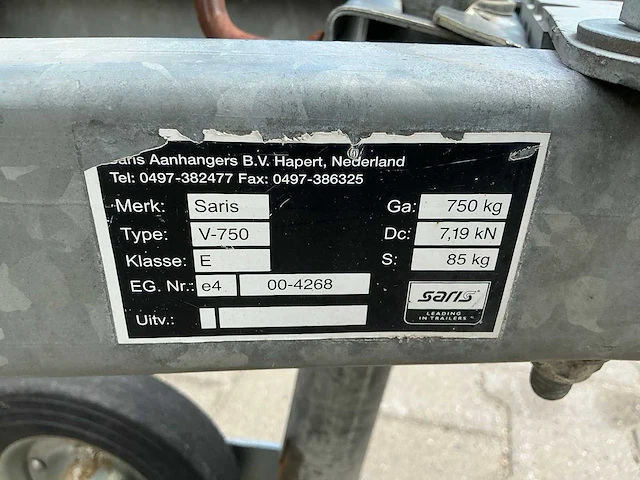 Saris Aanhangers B.V. Hapert, Nederland
Tel: 0497-382477 Fax: 0497-386325
Merk: Saris Ga: 750 kg
Type: V-750 Dc: 7,19 kN
Klasse: E S: 85 kg
EG. Nr.: e4 00-4268
Uitv.:
saris
LEADING
IN TRAILERS